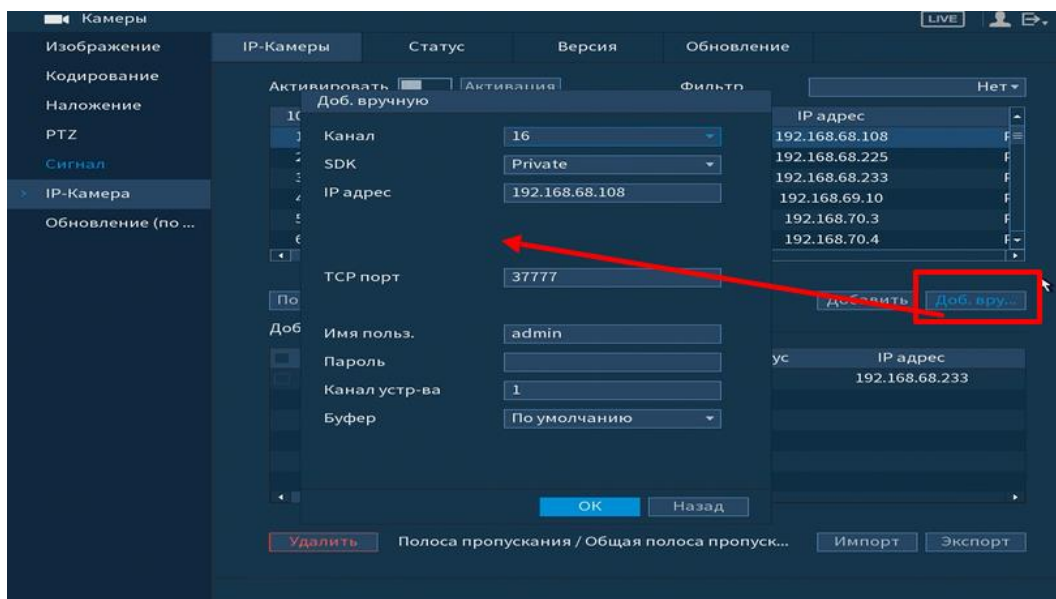 Камеры LIVE
Изображение
Кодирование
Наложение
PTZ
Сигнал
IP-Камера
Обновление (по ...
IP-Камеры Статус Версия Обновление
Активировать Активация Фильтр Нет
IP адрес
192.168.68.108
192.168.68.225
192.168.68.233
192.168.69.10
192.168.70.3
192.168.70.4
Доб. вручную
Канал 16
SDK Private
IP адрес 192.168.68.108
TCP порт 37777
Имя польз. admin
Пароль
Канал устр-ва 1
Буфер По умолчанию
OK Назад
Добавить Доб. вру...
IP адрес
192.168.68.233
Удалить Полоса пропускания / Общая полоса пропуск... Импорт Экспорт